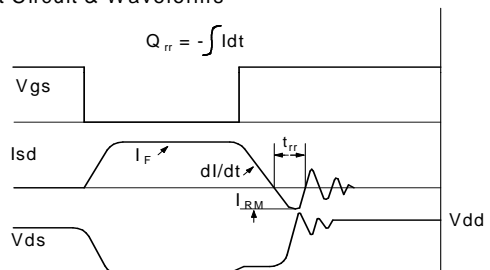 Circuit & Waveforms
Q rr = -∫Idt
Vgs
Isd
I F
dI/dt
t rr
I RM
Vdd
Vds